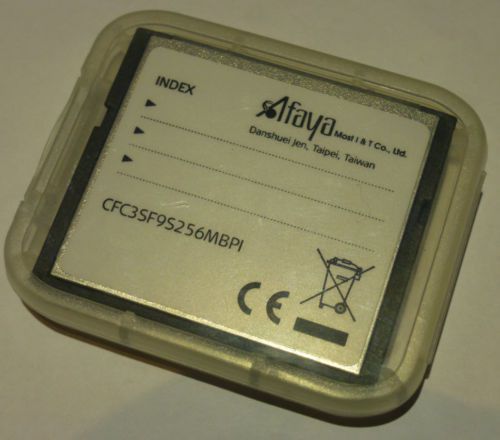 INDEX
Afaya Most I & T Co., Ltd.
Danshuei Jen, Taipei, Taiwan
CFC3SF9S256MBPI
CE